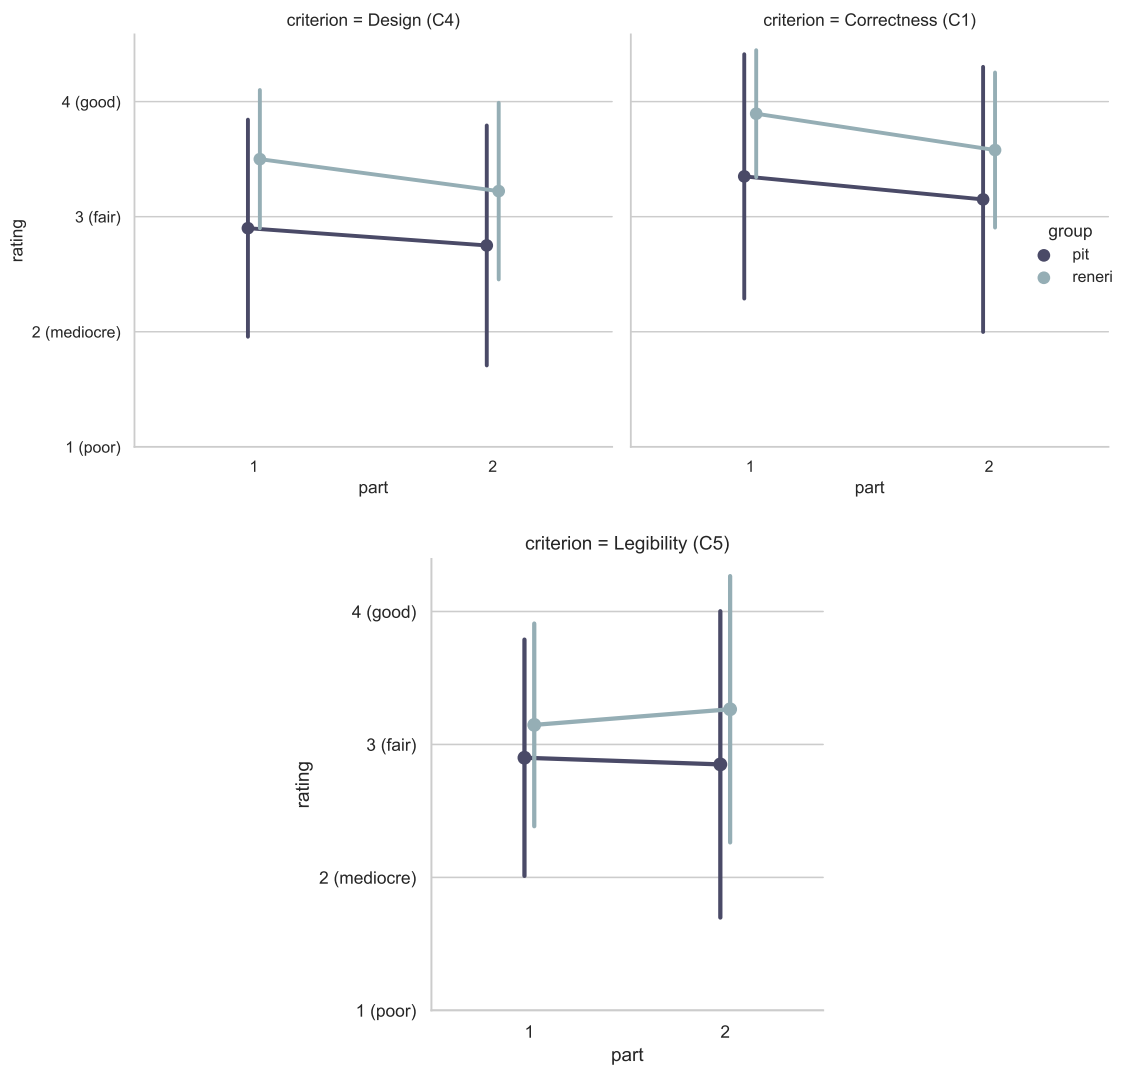 criterion = Design (C4)
4 (good)
3 (fair)
2 (mediocre)
1 (poor)
rating
1 2
part
criterion = Correctness (C1)
1 2
part
group
pit
reneri
criterion = Legibility (C5)
4 (good)
3 (fair)
2 (mediocre)
1 (poor)
rating
1 2
part